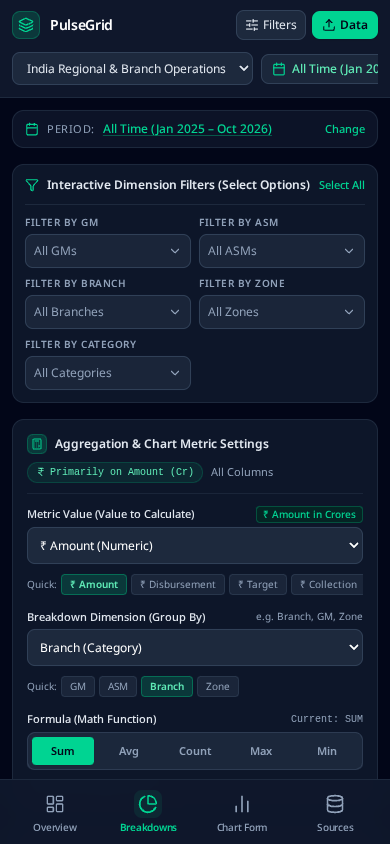 PulseGrid
Filters
Data
India Regional & Branch Operations
All Time (Jan 20
PERIOD: All Time (Jan 2025 – Oct 2026) Change
Interactive Dimension Filters (Select Options) Select All
FILTER BY GM FILTER BY ASM
All GMs All ASMs
FILTER BY BRANCH FILTER BY ZONE
All Branches All Zones
FILTER BY CATEGORY
All Categories
Aggregation & Chart Metric Settings
₹ Primarily on Amount (Cr) All Columns
Metric Value (Value to Calculate) ₹ Amount in Crores
₹ Amount (Numeric)
Quick: ₹ Amount ₹ Disbursement ₹ Target ₹ Collection
Breakdown Dimension (Group By) e.g. Branch, GM, Zone
Branch (Category)
Quick: GM ASM Branch Zone
Formula (Math Function) Current: SUM
Sum Avg Count Max Min
Overview Breakdowns Chart Form Sources